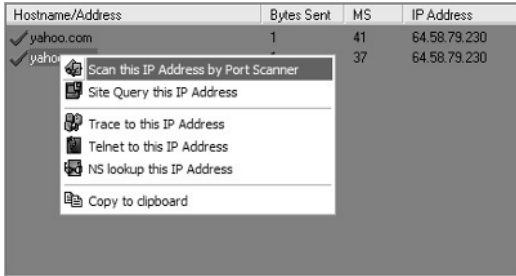 Hostname/Address Bytes Sent MS IP Address
yahoo.com 1 41 64.58.79.230
yaho 37 64.58.79.230
Scan this IP Address by Port Scanner
Site Query this IP Address
Trace to this IP Address
Telnet to this IP Address
NS lookup this IP Address
Copy to clipboard